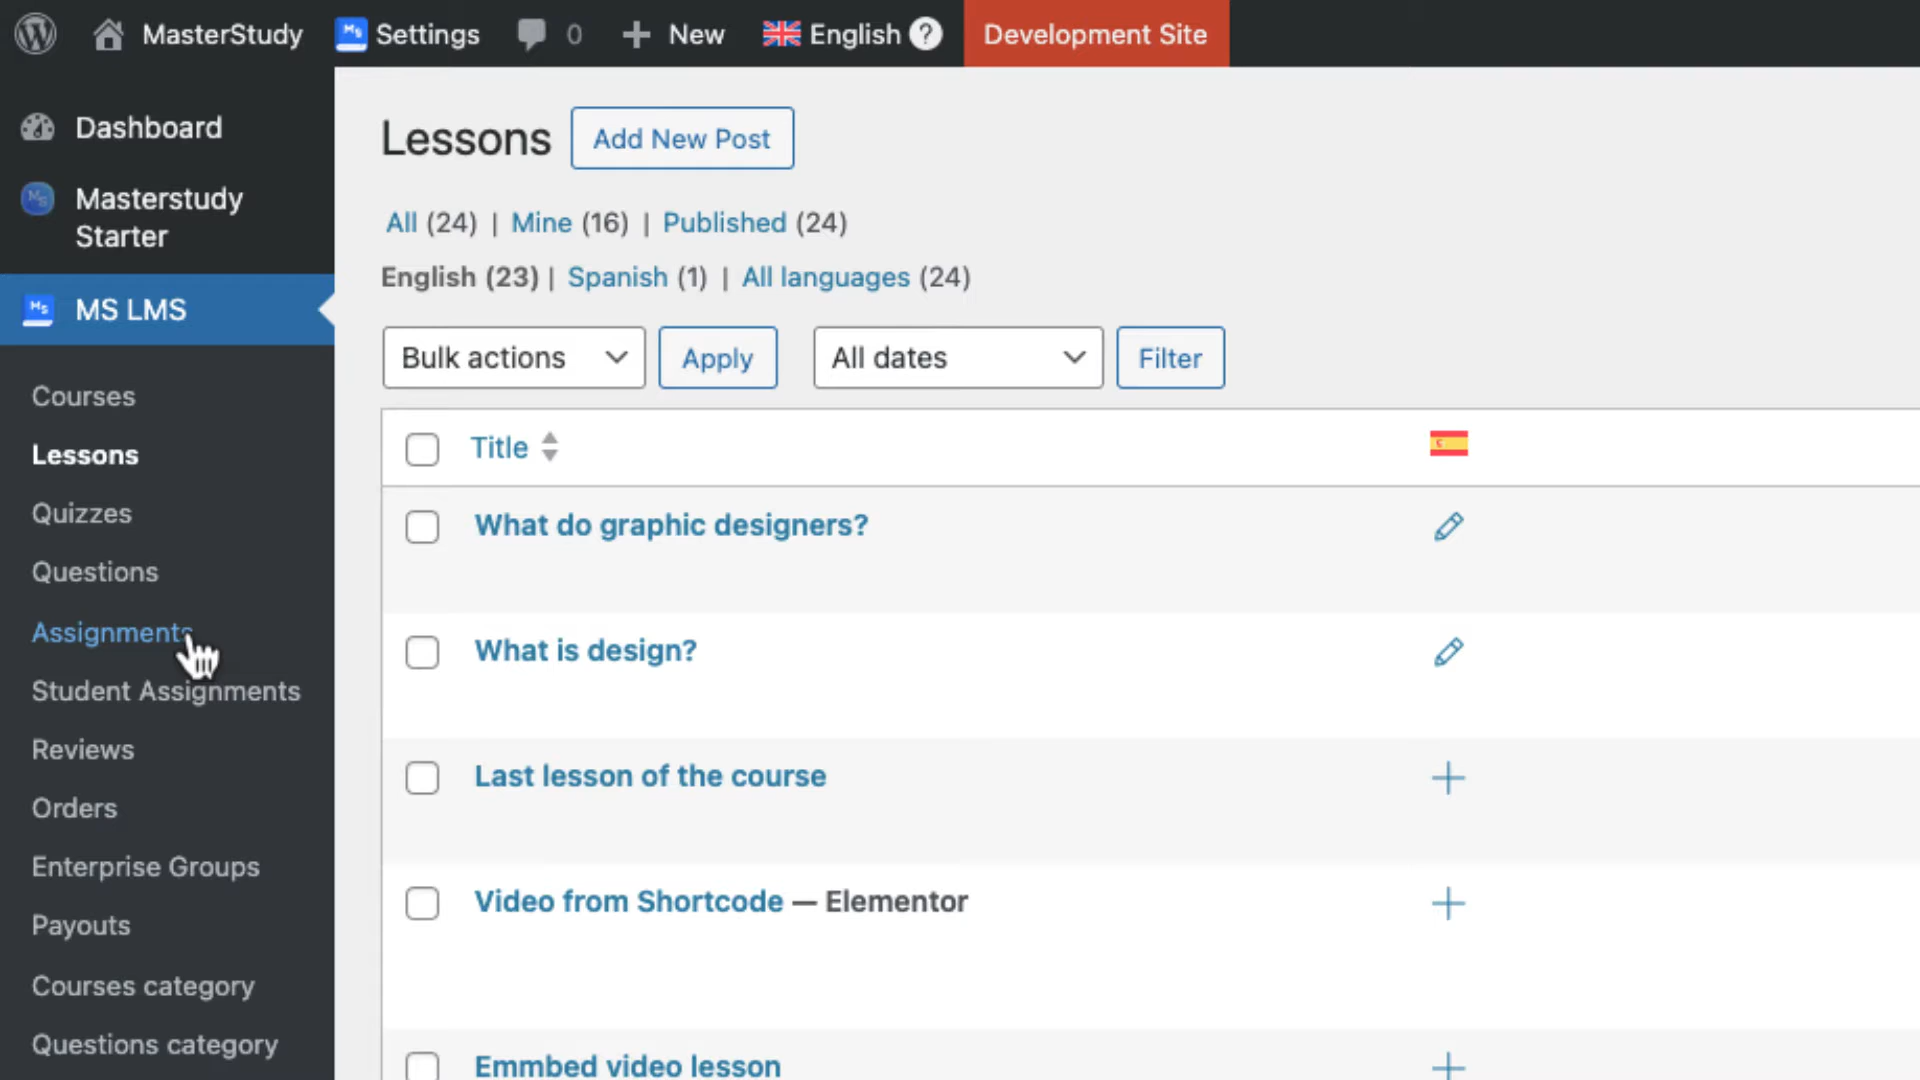 MasterStudy Settings 0 New English ? Development Site
Dashboard
Masterstudy
Starter
MS LMS
Courses
Lessons
Quizzes
Questions
Assignments
Student Assignments
Reviews
Orders
Enterprise Groups
Payouts
Courses category
Questions category
Lessons Add New Post
All (24) | Mine (16) | Published (24)
English (23) | Spanish (1) | All languages (24)
Bulk actions Apply All dates Filter
Title
What do graphic designers?
What is design?
Last lesson of the course
Video from Shortcode — Elementor
Emmbed video lesson